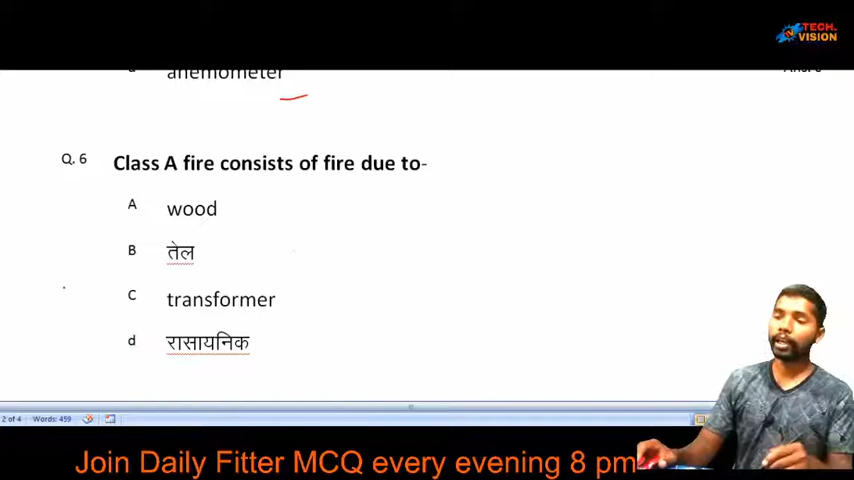 TECH.
VISION
anemometer
Q. 6 Class A fire consists of fire due to-
A wood
B तेल
C transformer
d रासायनिक
2 of 4 Words: 459
Join Daily Fitter MCQ every evening 8 pm